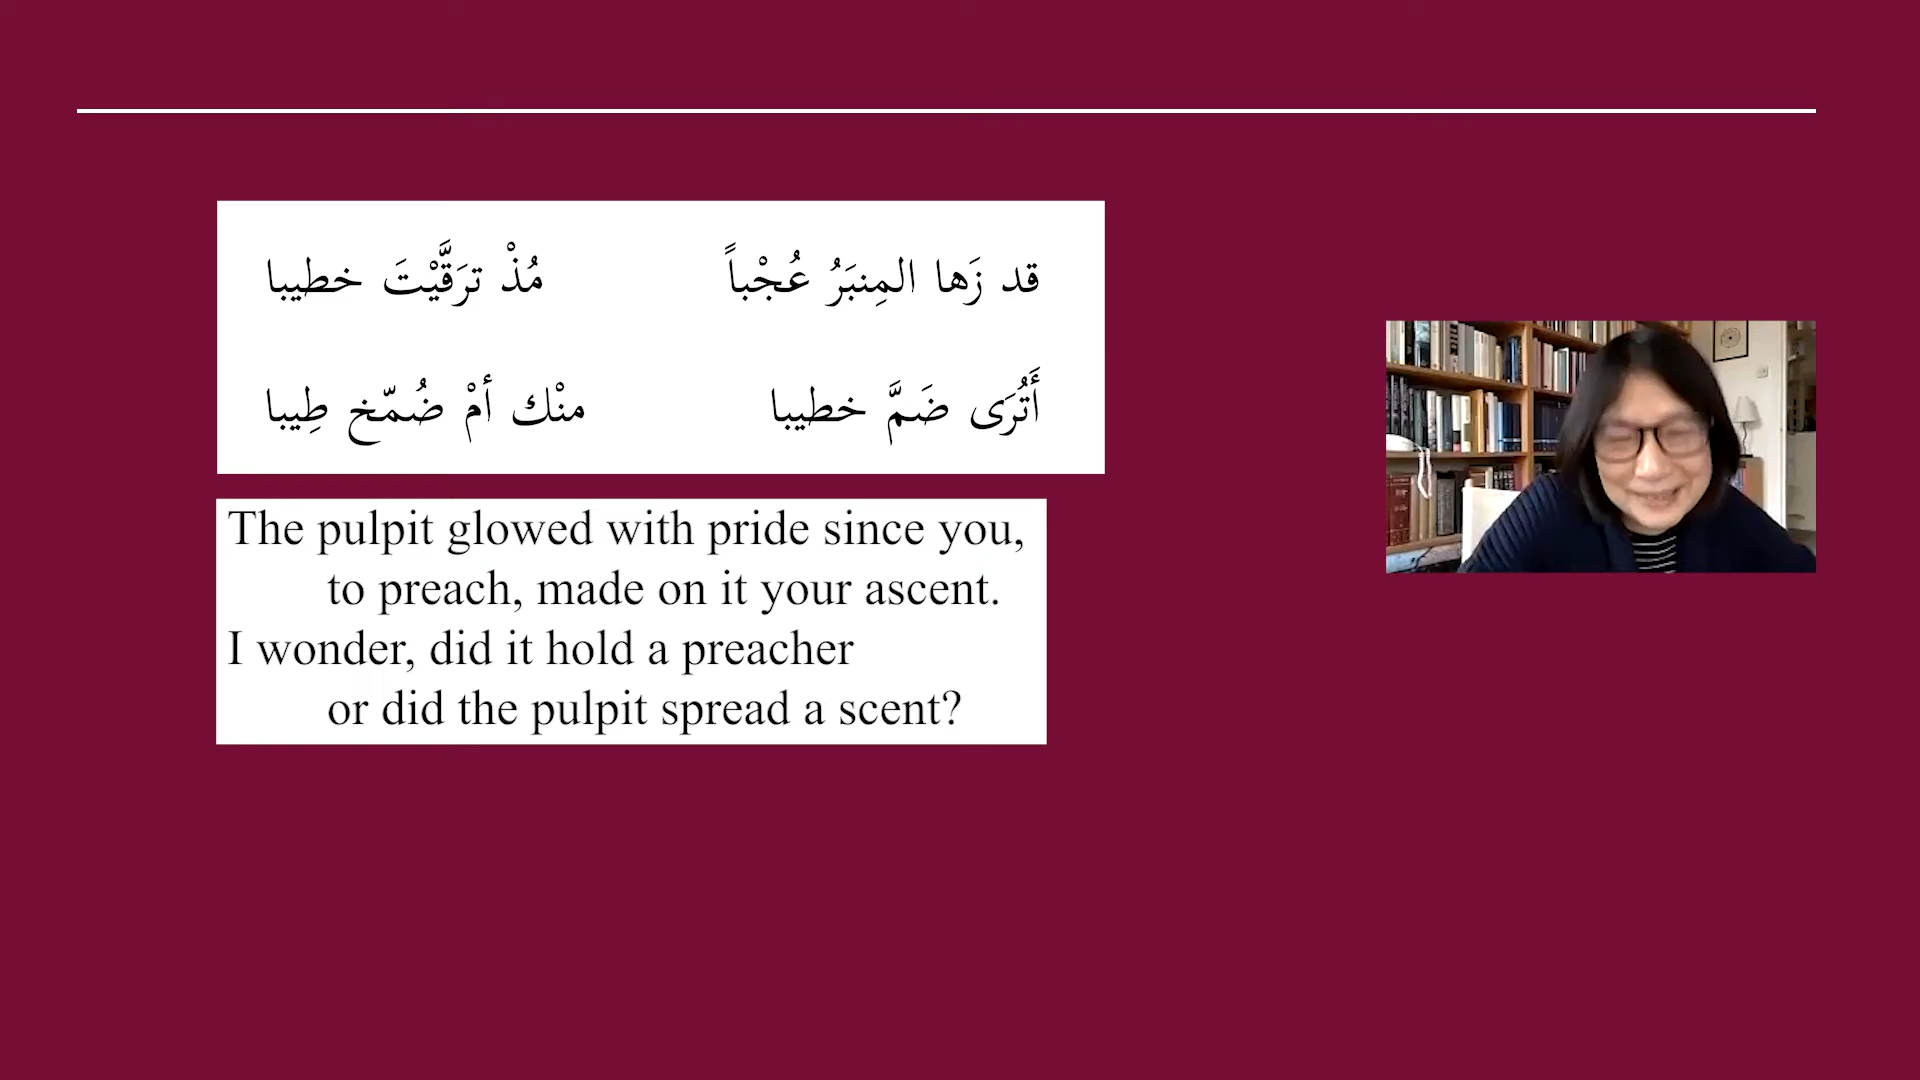 قد زَها المِنبَرُ عُجْباً مُذْ ترَقَّيْتَ خطيبا
أَتُرَى ضَمَّ خطيبا منْك أمْ ضُمّخ طِيبا
The pulpit glowed with pride since you,
to preach, made on it your ascent.
I wonder, did it hold a preacher
or did the pulpit spread a scent?